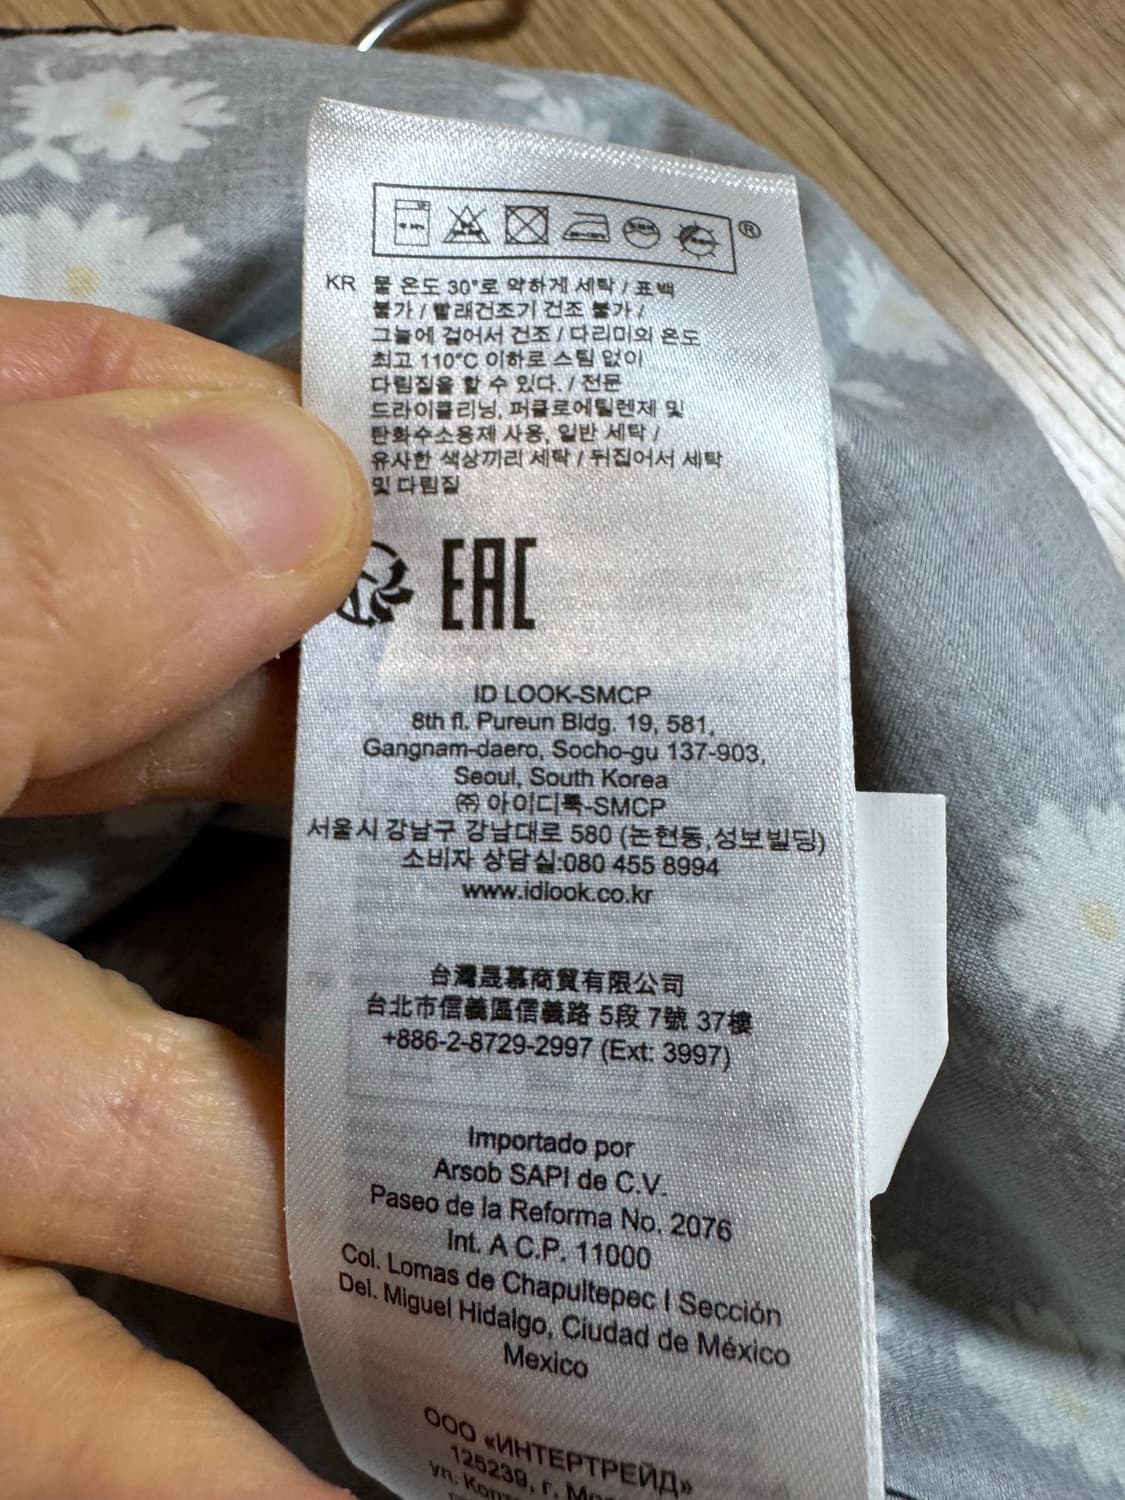 ®
KR 물 온도 30°로 약하게 세탁 / 표백
불가 / 빨래건조기 건조 불가 /
그늘에 걸어서 건조 / 다리미의 온도
최고 110°C 이하로 스팀 없이
다림질을 할 수 있다. / 전문
드라이클리닝, 퍼클로에틸렌제 및
탄화수소용제 사용, 일반 세탁 /
유사한 색상끼리 세탁 / 뒤집어서 세탁
및 다림질
EAC
ID LOOK-SMCP
8th fl. Pureun Bldg. 19, 581,
Gangnam-daero, Socho-gu 137-903,
Seoul, South Korea
㈜ 아이디룩-SMCP
서울시 강남구 강남대로 580 (논현동,성보빌딩)
소비자 상담실:080 455 8994
www.idlook.co.kr
台灣晟慕商貿有限公司
台北市信義區信義路 5段 7號 37樓
+886-2-8729-2997 (Ext: 3997)
Importado por
Arsob SAPI de C.V.
Paseo de la Reforma No. 2076
Int. A C.P. 11000
Col. Lomas de Chapultepec I Sección
Del. Miguel Hidalgo, Ciudad de México
Mexico
ООО «ИНТЕРТРЕЙД»
125239, г.
ул.